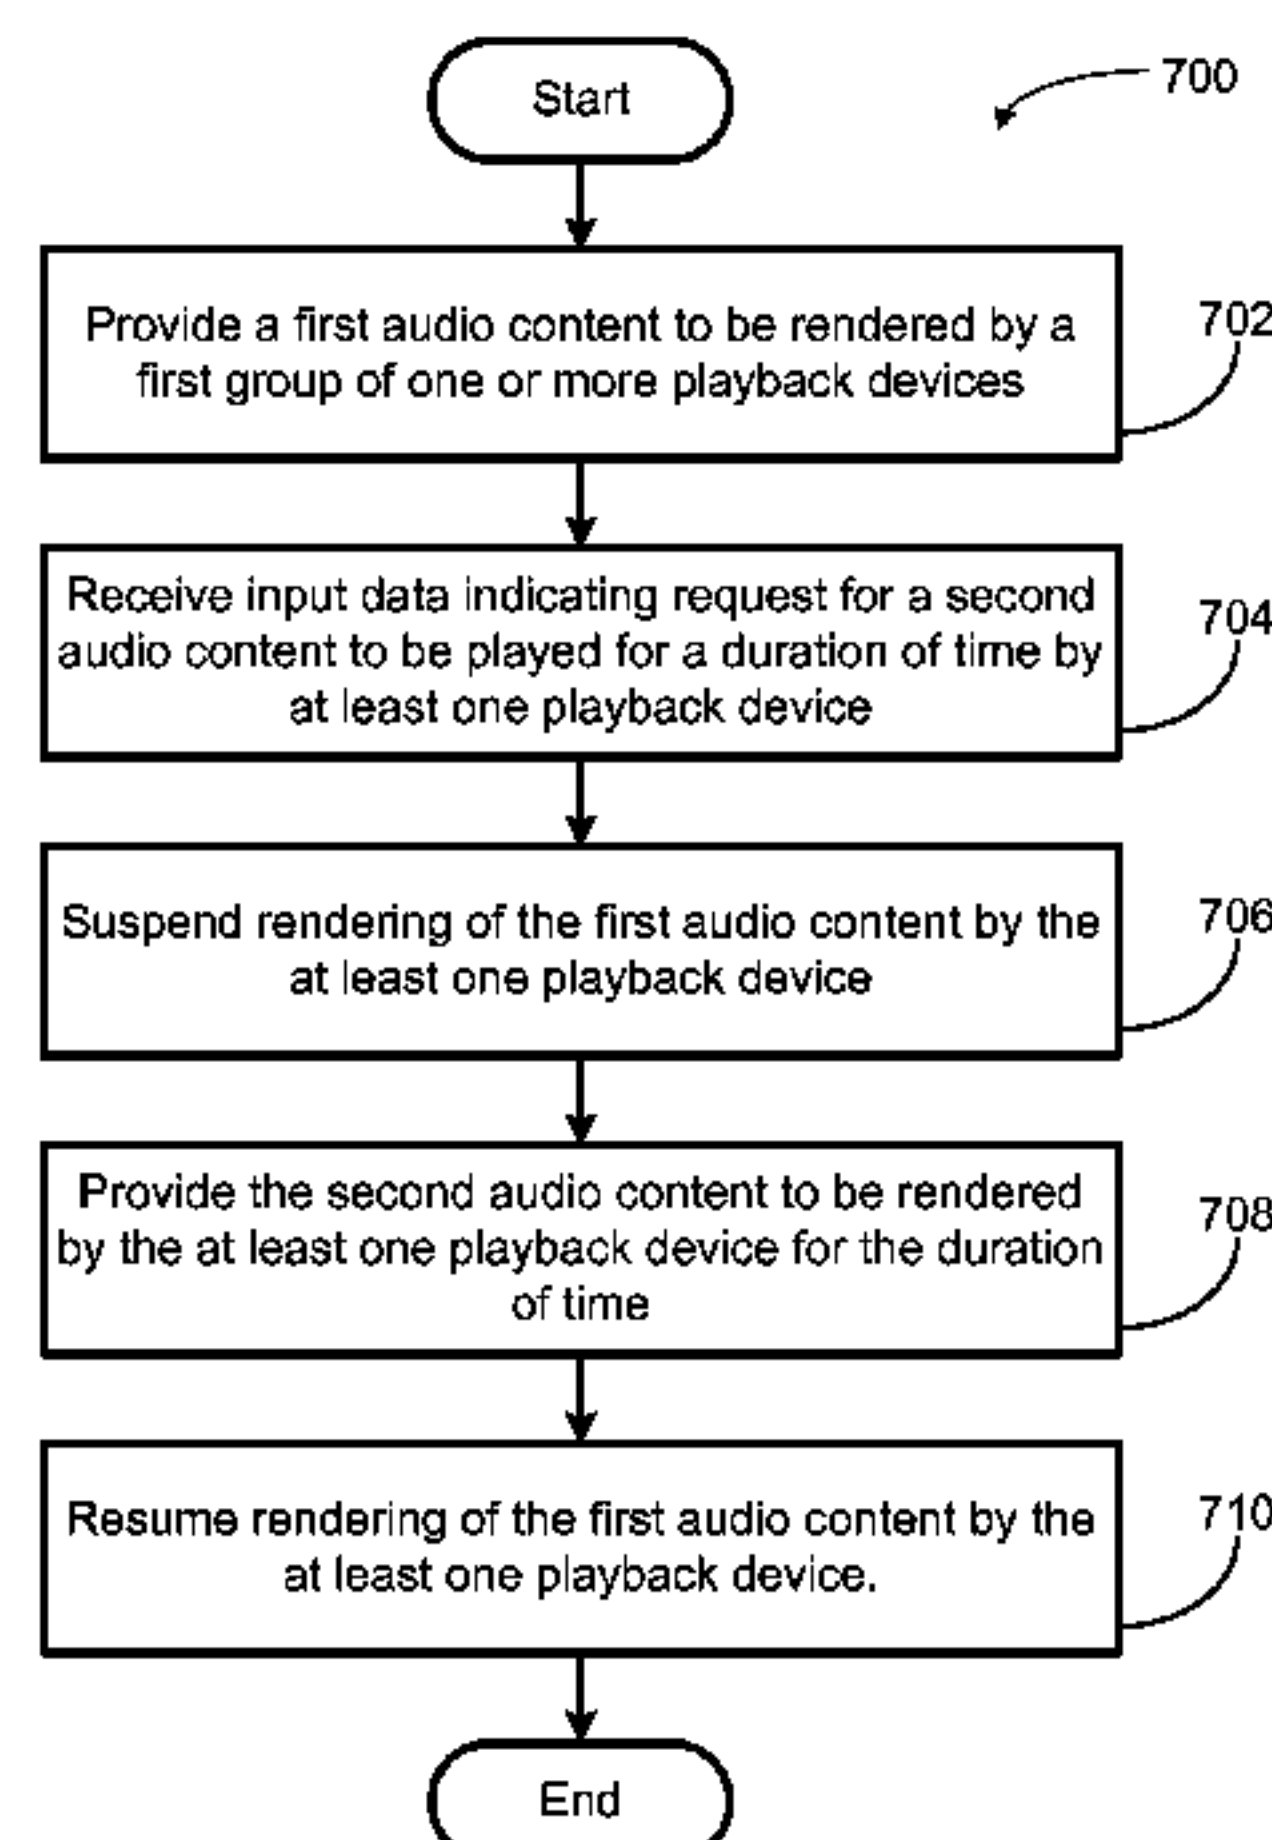 Start
700
Provide a first audio content to be rendered by a
first group of one or more playback devices
702
Receive input data indicating request for a second
audio content to be played for a duration of time by
at least one playback device
704
Suspend rendering of the first audio content by the
at least one playback device
706
Provide the second audio content to be rendered
by the at least one playback device for the duration
of time
708
Resume rendering of the first audio content by the
at least one playback device.
710
End